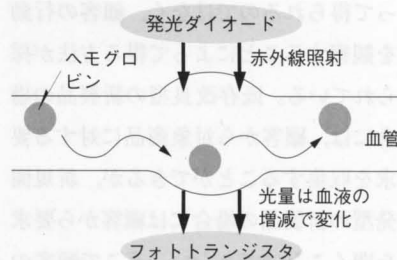 発光ダイオード
ヘモグロ
ビン
赤外線照射
血管
光量は血液の
増減で変化
フォトトランジスタ